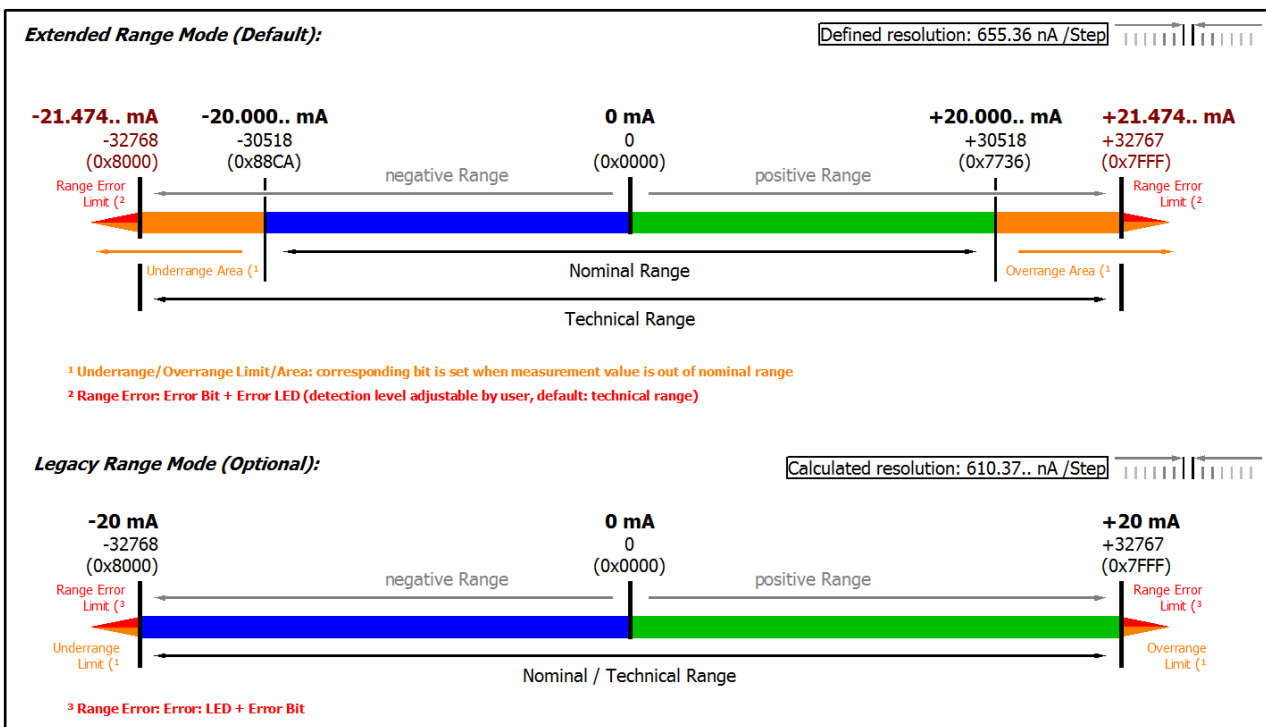 Extended Range Mode (Default):
Defined resolution: 655.36 nA /Step
-21.474.. mA
-20.000.. mA
0 mA
+20.000.. mA
+21.474.. mA
-32768
-30518
0
+30518
+32767
(0x8000)
(0x88CA)
(0x0000)
(0x7736)
(0x7FFF)
negative Range
positive Range
Range Error
Limit (²
Range Error
Limit (²
Underrange Area (¹
Nominal Range
Overrange Area (¹
Technical Range
¹ Underrange/Overrange Limit/Area: corresponding bit is set when measurement value is out of nominal range
² Range Error: Error Bit + Error LED (detection level adjustable by user, default: technical range)
Legacy Range Mode (Optional):
Calculated resolution: 610.37.. nA /Step
-20 mA
0 mA
+20 mA
-32768
0
+32767
(0x8000)
(0x0000)
(0x7FFF)
negative Range
positive Range
Range Error
Limit (³
Range Error
Limit (³
Underrange
Limit (¹
Overrange
Limit (¹
Nominal / Technical Range
³ Range Error: Error: LED + Error Bit